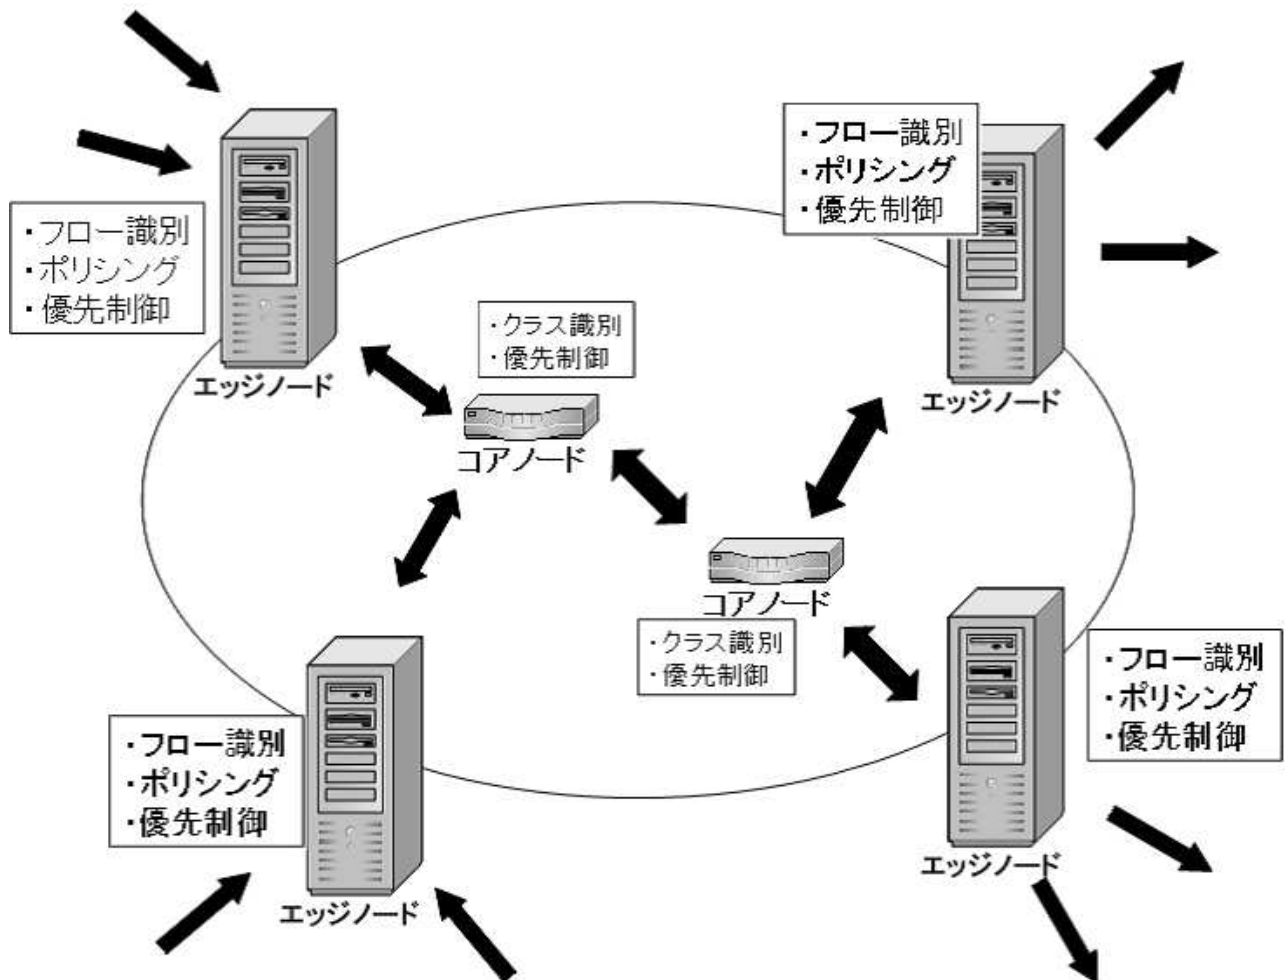 ・フロー識別
・ポリシング
・優先制御
エッジノード
・フロー識別
・ポリシング
・優先制御
エッジノード
・クラス識別
・優先制御
コアノード
コアノード
・クラス識別
・優先制御
・フロー識別
・ポリシング
・優先制御
エッジノード
・フロー識別
・ポリシング
・優先制御
エッジノード